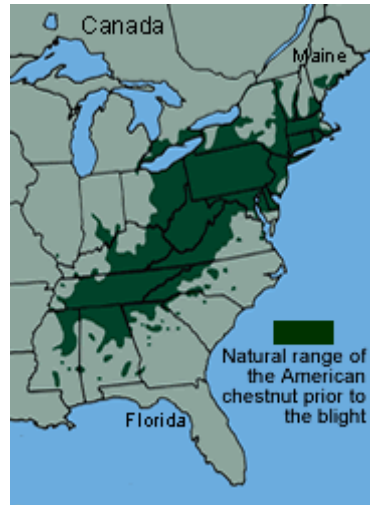 Canada
Maine
Natural range of
the American
chestnut prior to
the blight
Florida